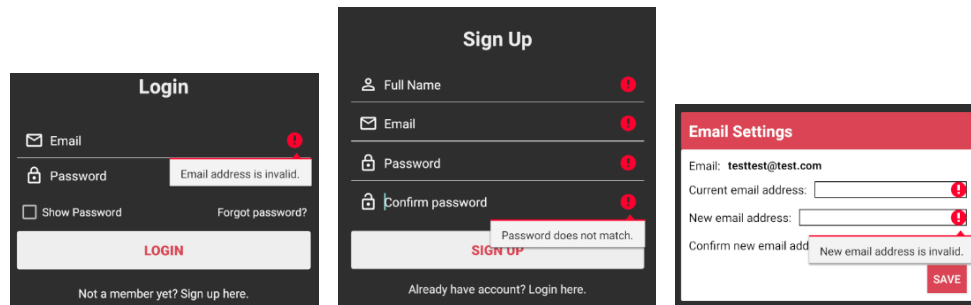 Login
Email
Password
Email address is invalid.
Show Password
Forgot password?
LOGIN
Not a member yet? Sign up here.
Sign Up
Full Name
Email
Password
Confirm password
Password does not match.
SIGN UP
Already have account? Login here.
Email Settings
Email: testtest@test.com
Current email address:
New email address:
Confirm new email add
New email address is invalid.
SAVE